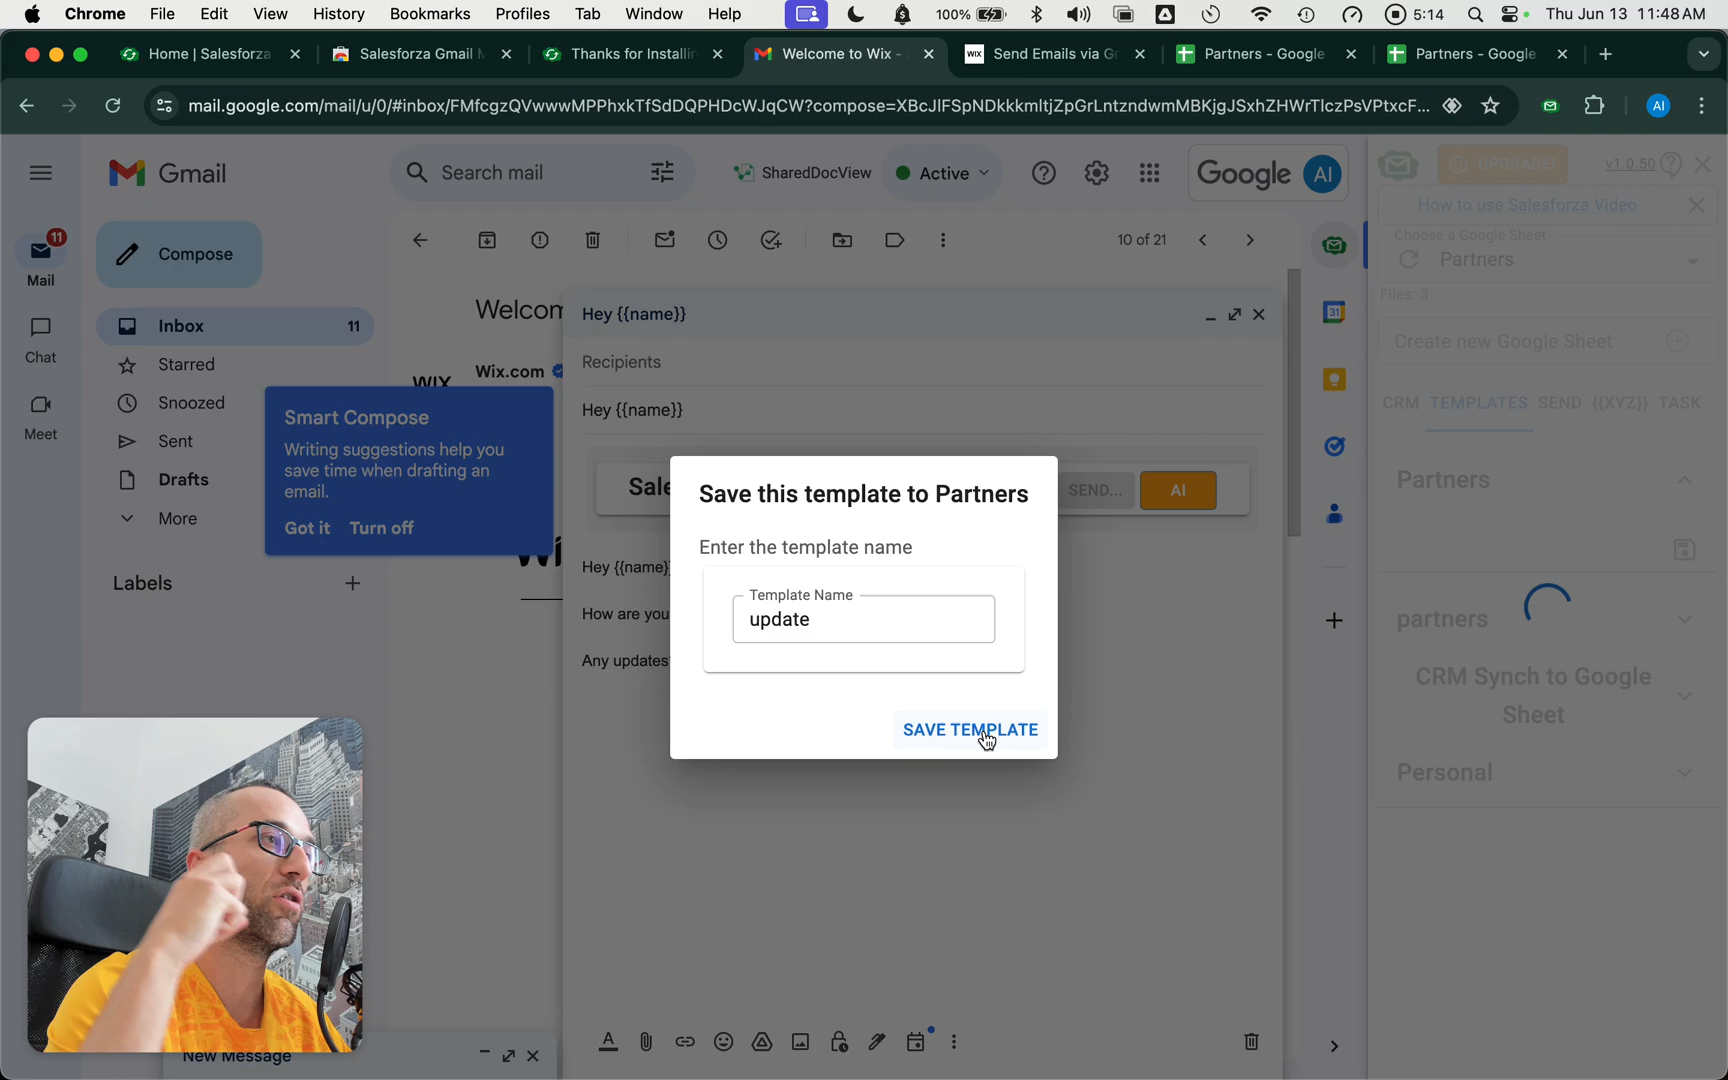 Chrome File Edit View History Bookmarks Profiles Tab Window Help 100% 5:14 Thu Jun 13 11:48 AM
Home | Salesforza Salesforza Gmail Thanks for Installin Welcome to Wix - Send Emails via G Partners - Google Partners - Google
mail.google.com/mail/u/0/#inbox/FMfcgzQVwwwMPPhxkTfSdDQPHDcWJqCW?compose=XBcJIFSpNDkkkmItjZpGrLntzndwmMBKjgJSxhZHWrTlczPsVPtxcF... AI
Gmail
Search mail
SharedDocView
Active
Google AI
UPGRADE!
v1.0.50
How to use Salesforza Video
Choose a Google Sheet
Partners
Files: 3
Create new Google Sheet
CRM TEMPLATES SEND {{XYZ}} TASK
Partners
partners
CRM Synch to Google
Sheet
Personal
11
Mail
Chat
Meet
Compose
Inbox 11
Starred
Snoozed
Sent
Drafts
More
Labels
Smart Compose
Writing suggestions help you
save time when drafting an
email.
Got it Turn off
10 of 21
Welcom
Wix.com
WIX
Hey {{name}}
Recipients
Hey {{name}}
Sale
SEND...
AI
Hey {{name}
How are you
Any updates
Save this template to Partners
Enter the template name
Template Name
update
SAVE TEMPLATE
31
New Message